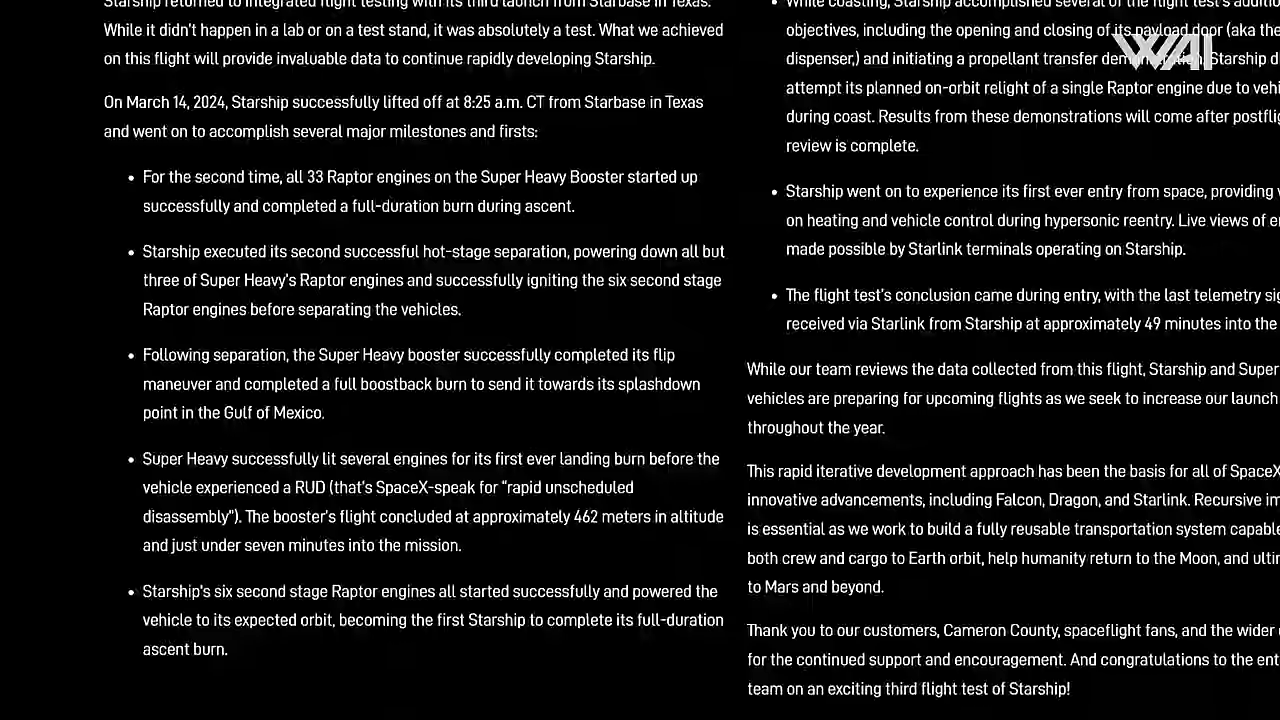 Starship returned to integrated flight testing with its third launch from Starbase in Texas.
While it didn't happen in a lab or on a test stand, it was absolutely a test. What we achieved
on this flight will provide invaluable data to continue rapidly developing Starship.
On March 14, 2024, Starship successfully lifted off at 8:25 a.m. CT from Starbase in Texas
and went on to accomplish several major milestones and firsts:
• For the second time, all 33 Raptor engines on the Super Heavy Booster started up
successfully and completed a full-duration burn during ascent.
• Starship executed its second successful hot-stage separation, powering down all but
three of Super Heavy's Raptor engines and successfully igniting the six second stage
Raptor engines before separating the vehicles.
• Following separation, the Super Heavy booster successfully completed its flip
maneuver and completed a full boostback burn to send it towards its splashdown
point in the Gulf of Mexico.
• Super Heavy successfully lit several engines for its first ever landing burn before the
vehicle experienced a RUD (that's SpaceX-speak for “rapid unscheduled
disassembly”). The booster's flight concluded at approximately 462 meters in altitude
and just under seven minutes into the mission.
• Starship's six second stage Raptor engines all started successfully and powered the
vehicle to its expected orbit, becoming the first Starship to complete its full-duration
ascent burn.
• While coasting, Starship accomplished several of the flight test's
objectives, including the opening and closing of its payload door (aka the
dispenser,) and initiating a propellant transfer Starship
attempt its planned on-orbit relight of a single Raptor engine due to
during coast. Results from these demonstrations will come after
review is complete.
• Starship went on to experience its first ever entry from space, providing
on heating and vehicle control during hypersonic reentry. Live views of
made possible by Starlink terminals operating on Starship.
• The flight test's conclusion came during entry, with the last telemetry
received via Starlink from Starship at approximately 49 minutes into the
While our team reviews the data collected from this flight, Starship and Super
vehicles are preparing for upcoming flights as we seek to increase our launch
throughout the year.
This rapid iterative development approach has been the basis for all of SpaceX
innovative advancements, including Falcon, Dragon, and Starlink. Recursive
is essential as we work to build a fully reusable transportation system
both crew and cargo to Earth orbit, help humanity return to the Moon, and
to Mars and beyond.
Thank you to our customers, Cameron County, spaceflight fans, and the wider
for the continued support and encouragement. And congratulations to the
team on an exciting third flight test of Starship!
WAI